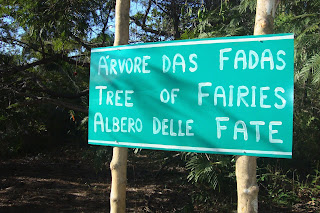 ÁRVORE DAS FADAS
TREE OF FAIRIES
ALBERO DELLE FATE